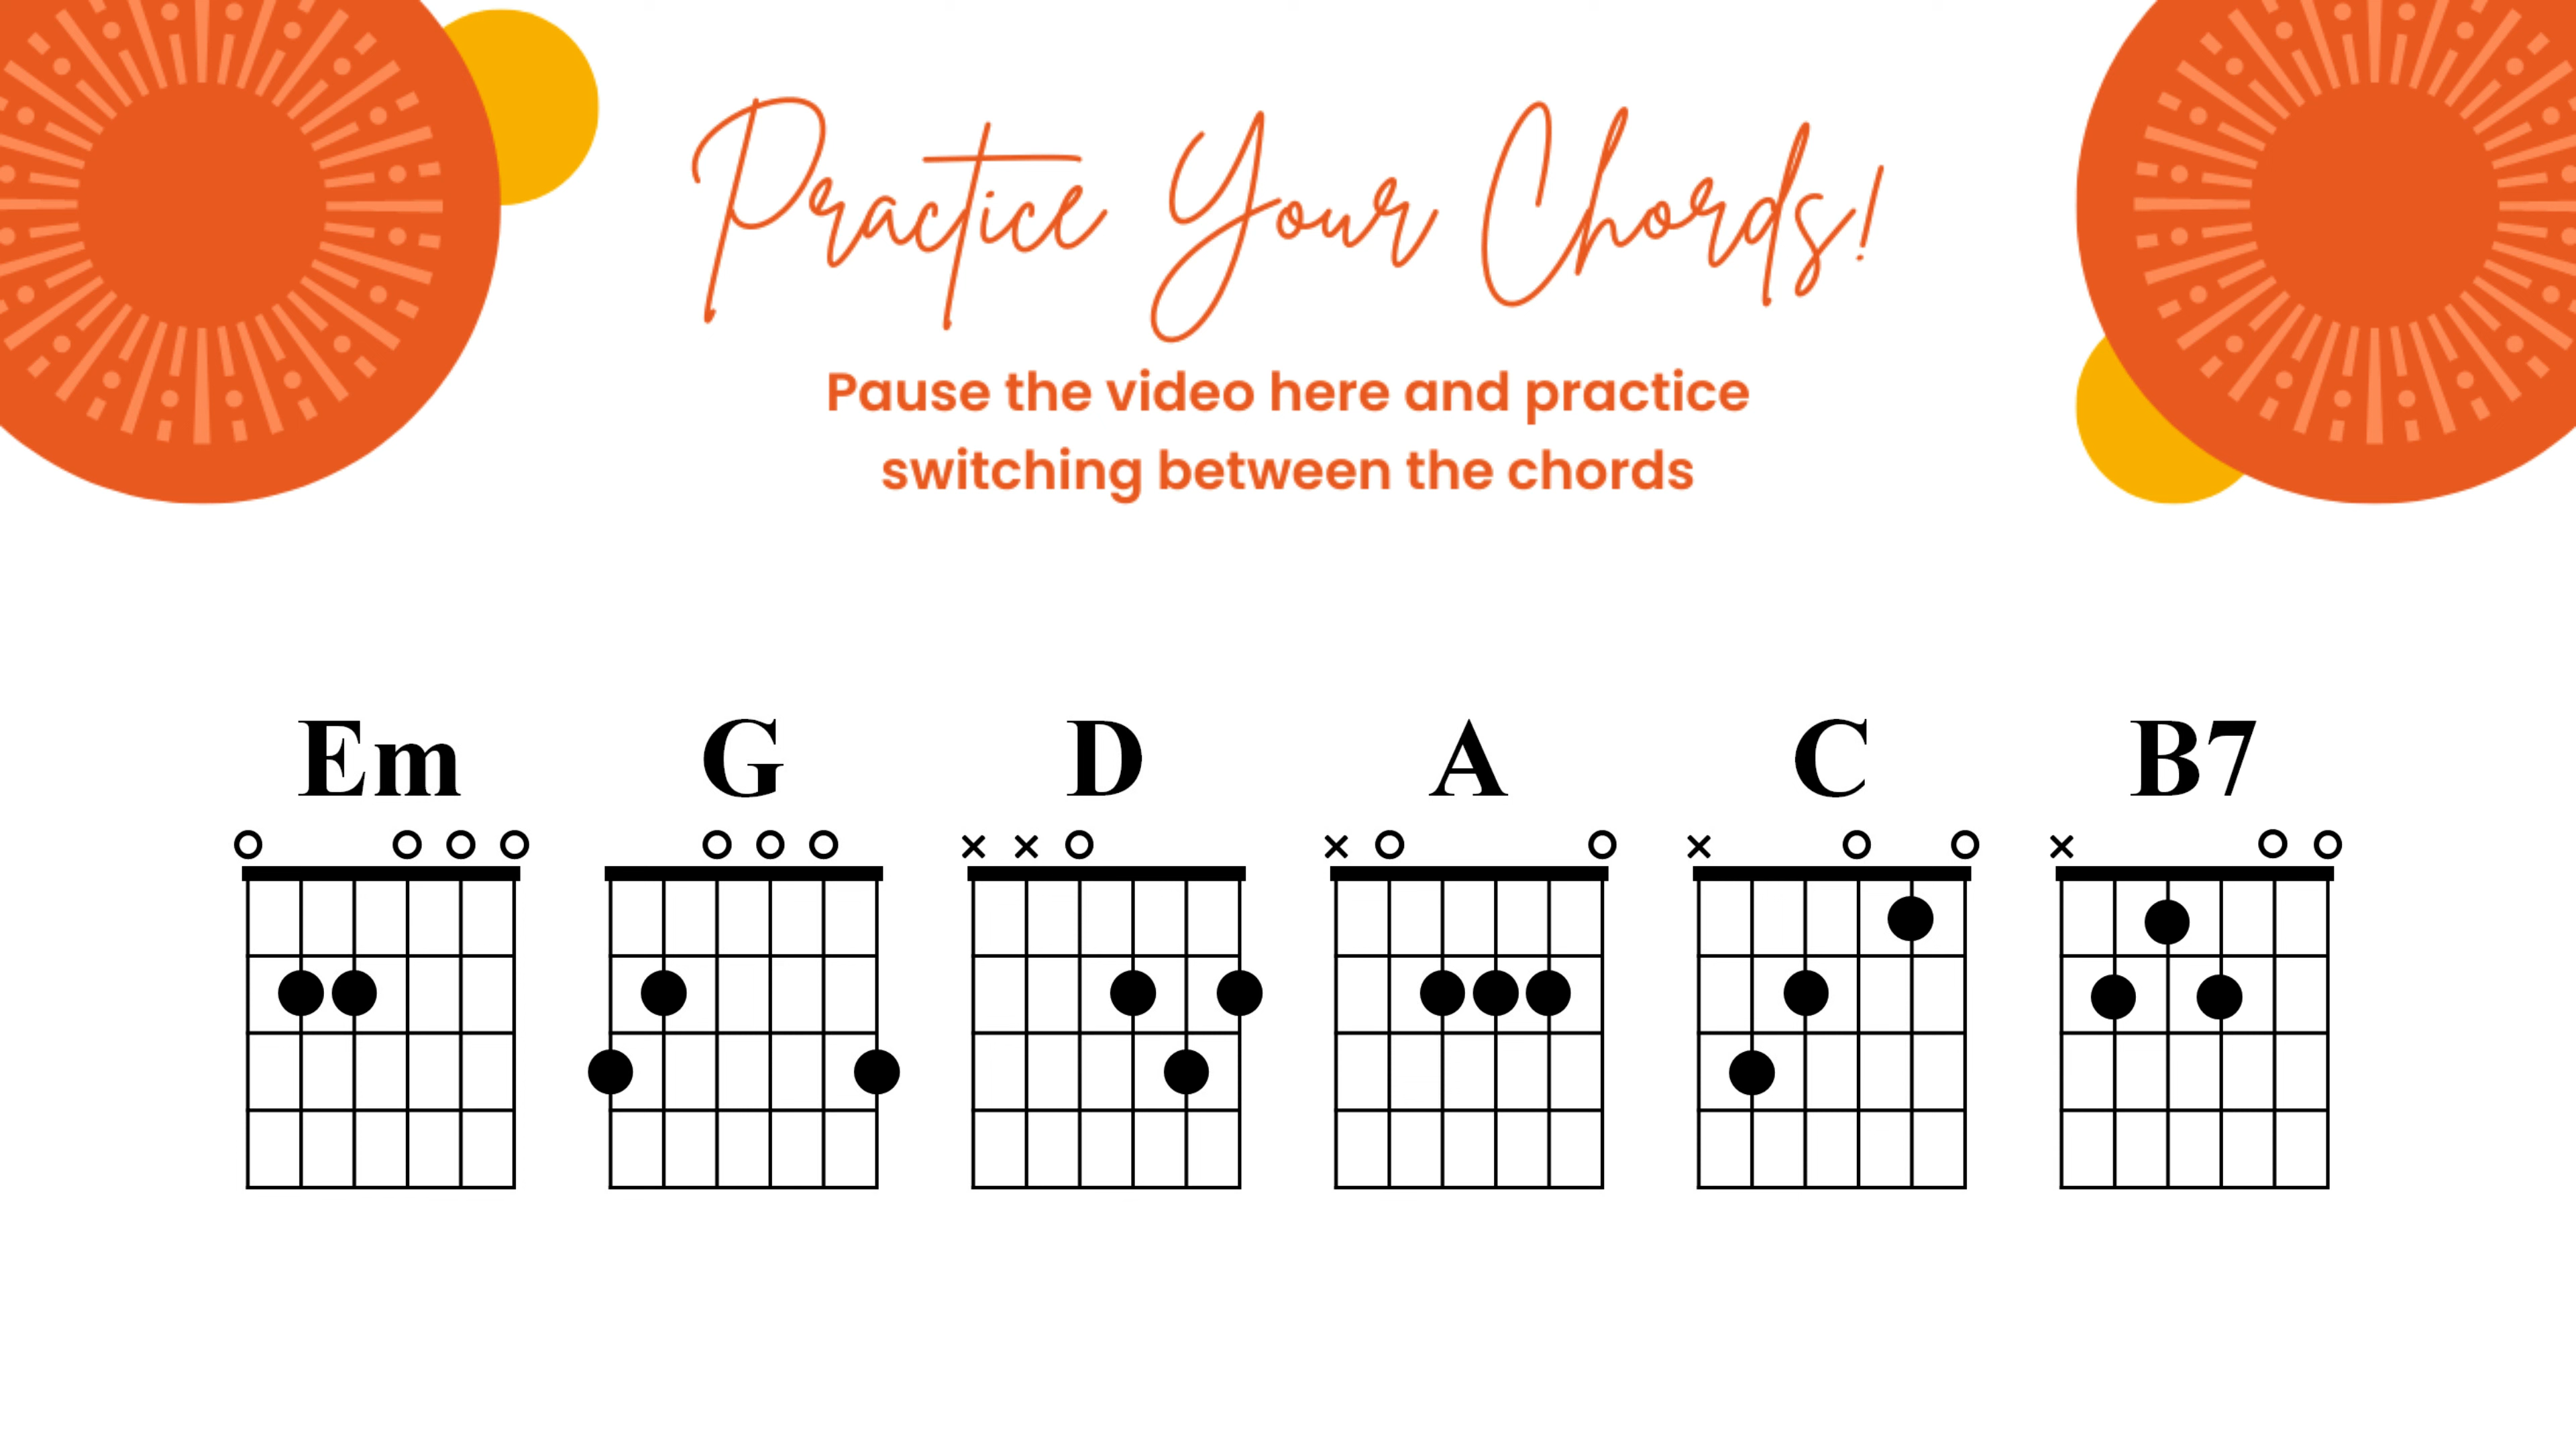 Practice Your Chords!
Pause the video here and practice
switching between the chords
Em G D A C B7